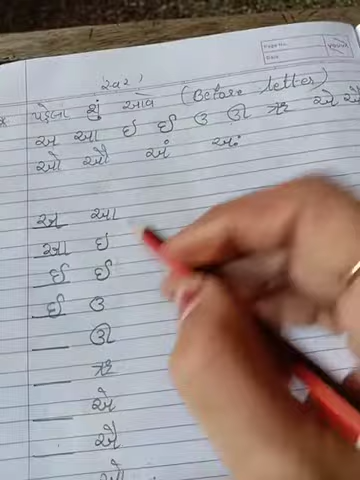 સ્વર
પહેલા શું આવે (Before letter)
અ આ ઇ ઈ ઉ ઊ ઋ એ ઐ
ઓ ઔ અં અઃ
અ આ
આ ઇ
ઈ ઈ
ઈ ઉ
ઊ
ઋ
એ
ઐ
ઓ